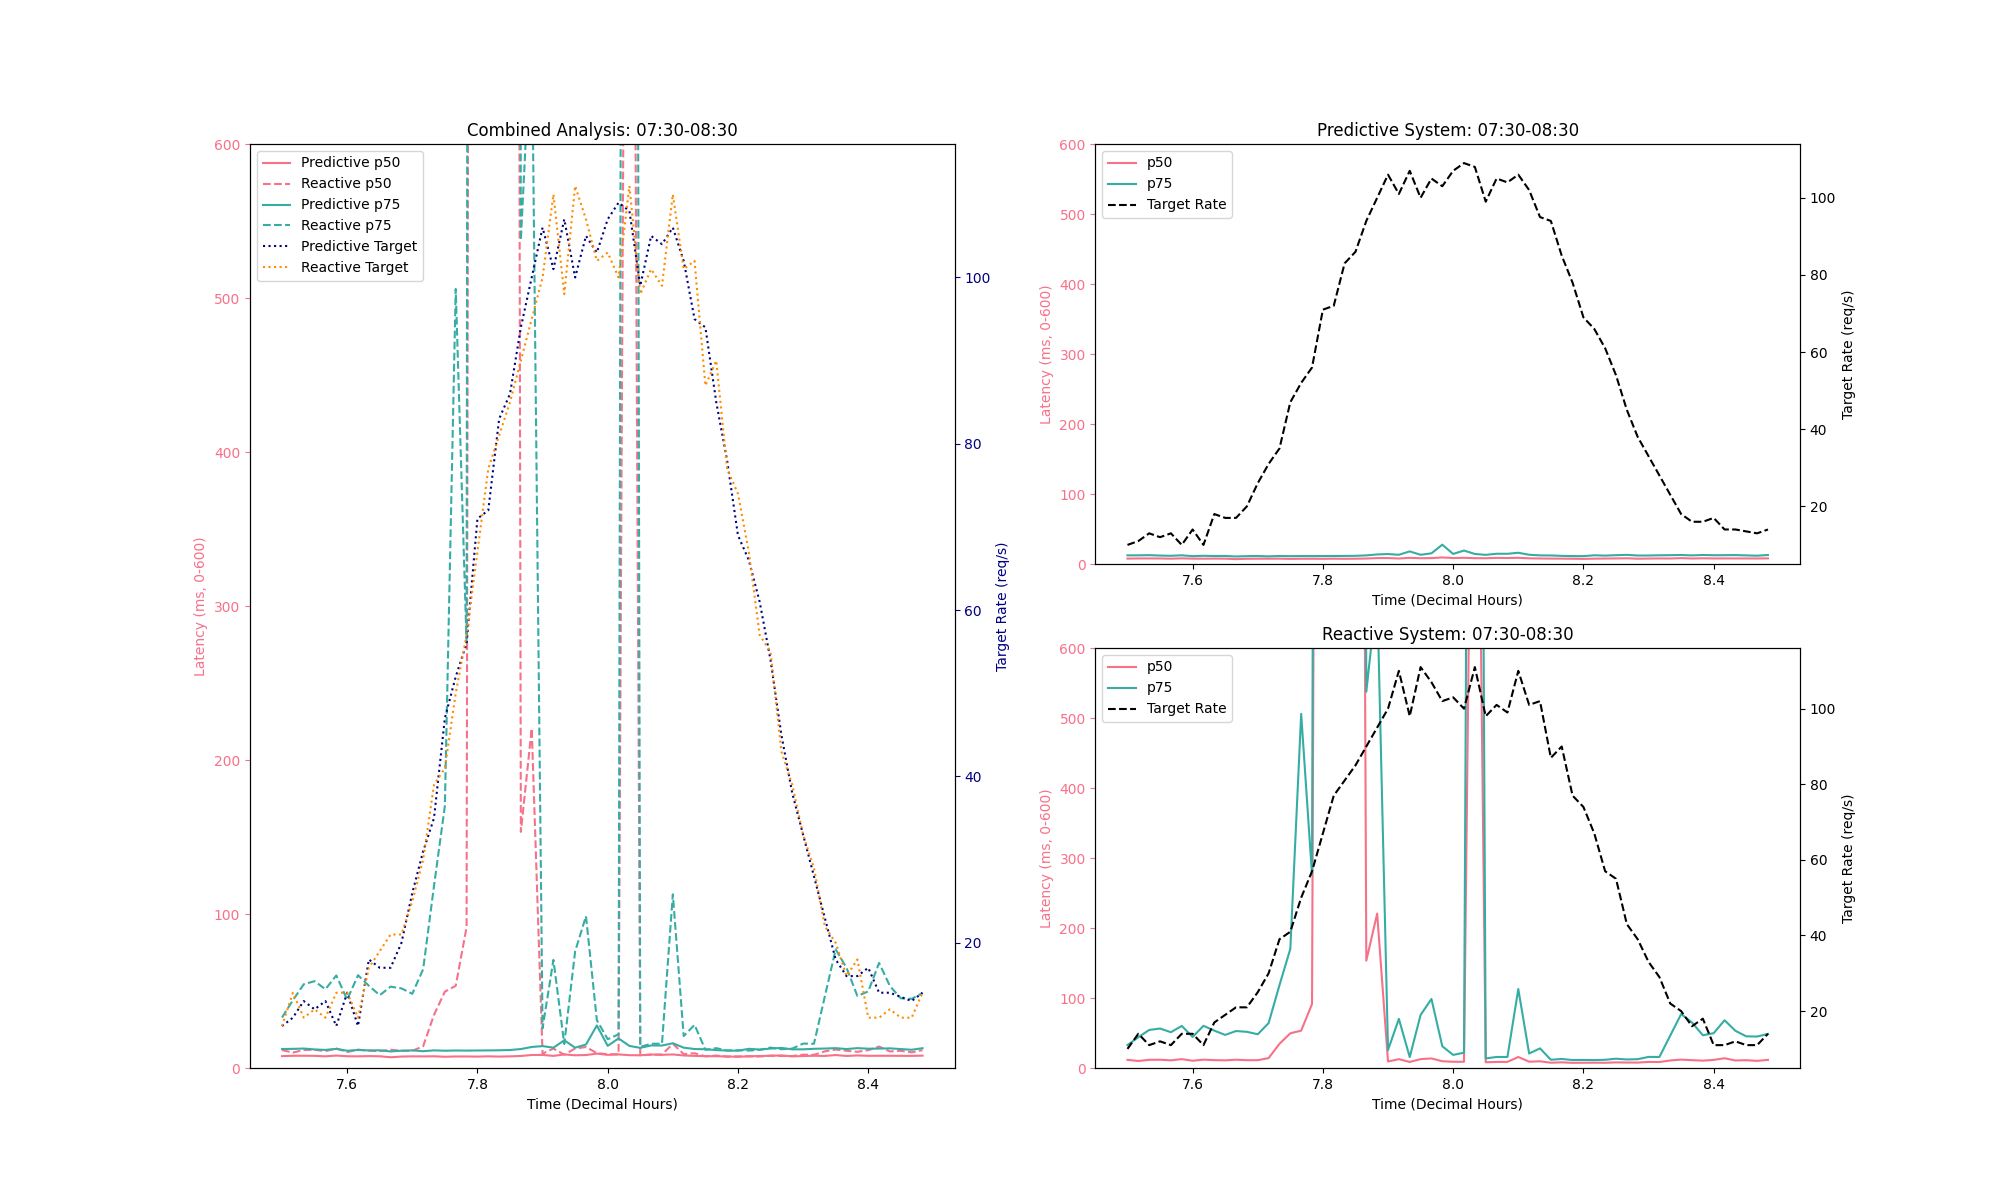 Combined Analysis: 07:30-08:30
600
500
400
300
200
100
0
Latency (ms, 0-600)
Predictive p50
Reactive p50
Predictive p75
Reactive p75
Predictive Target
Reactive Target
100
80
60
40
20
Target Rate (req/s)
7.6 7.8 8.0 8.2 8.4
Time (Decimal Hours)
Predictive System: 07:30-08:30
600
500
400
300
200
100
0
Latency (ms, 0-600)
p50
p75
Target Rate
100
80
60
40
20
Target Rate (req/s)
7.6 7.8 8.0 8.2 8.4
Time (Decimal Hours)
Reactive System: 07:30-08:30
600
500
400
300
200
100
0
Latency (ms, 0-600)
p50
p75
Target Rate
100
80
60
40
20
Target Rate (req/s)
7.6 7.8 8.0 8.2 8.4
Time (Decimal Hours)